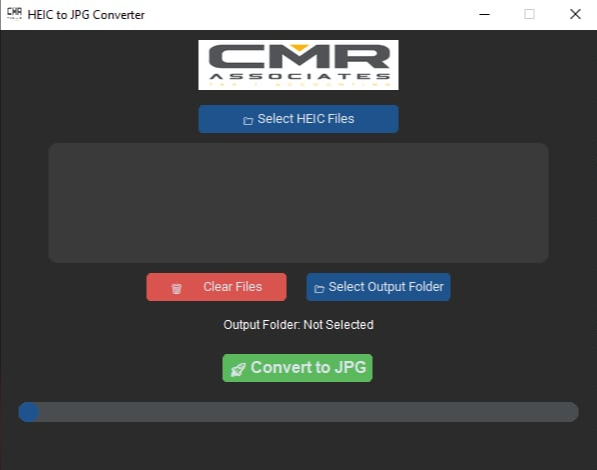 CMR
HEIC to JPG Converter
CMR
ASSOCIATES
Select HEIC Files
Clear Files
Select Output Folder
Output Folder: Not Selected
Convert to JPG